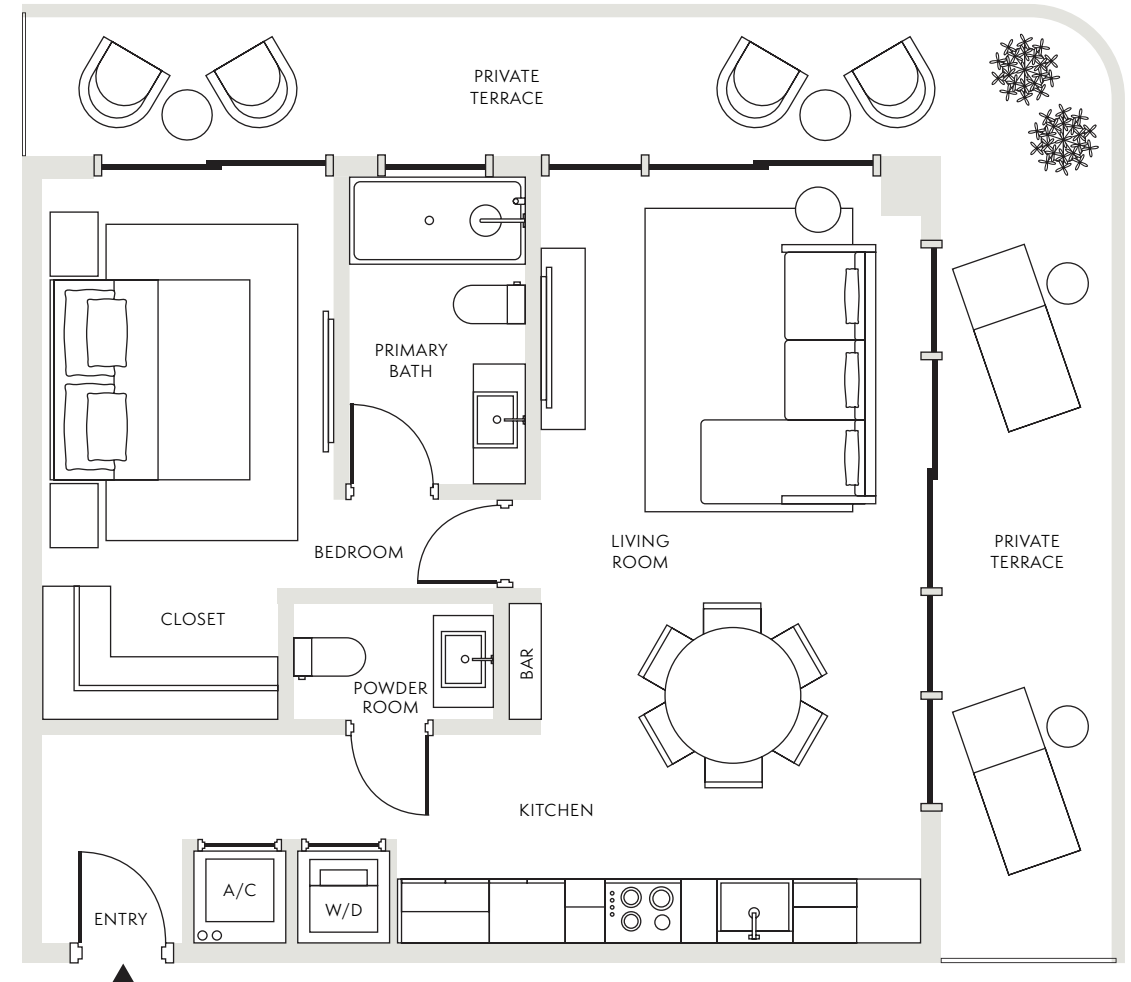 PRIVATE
TERRACE
PRIMARY
BATH
BEDROOM
LIVING
ROOM
PRIVATE
TERRACE
CLOSET
BAR
POWDER
ROOM
KITCHEN
A/C
W/D
ENTRY